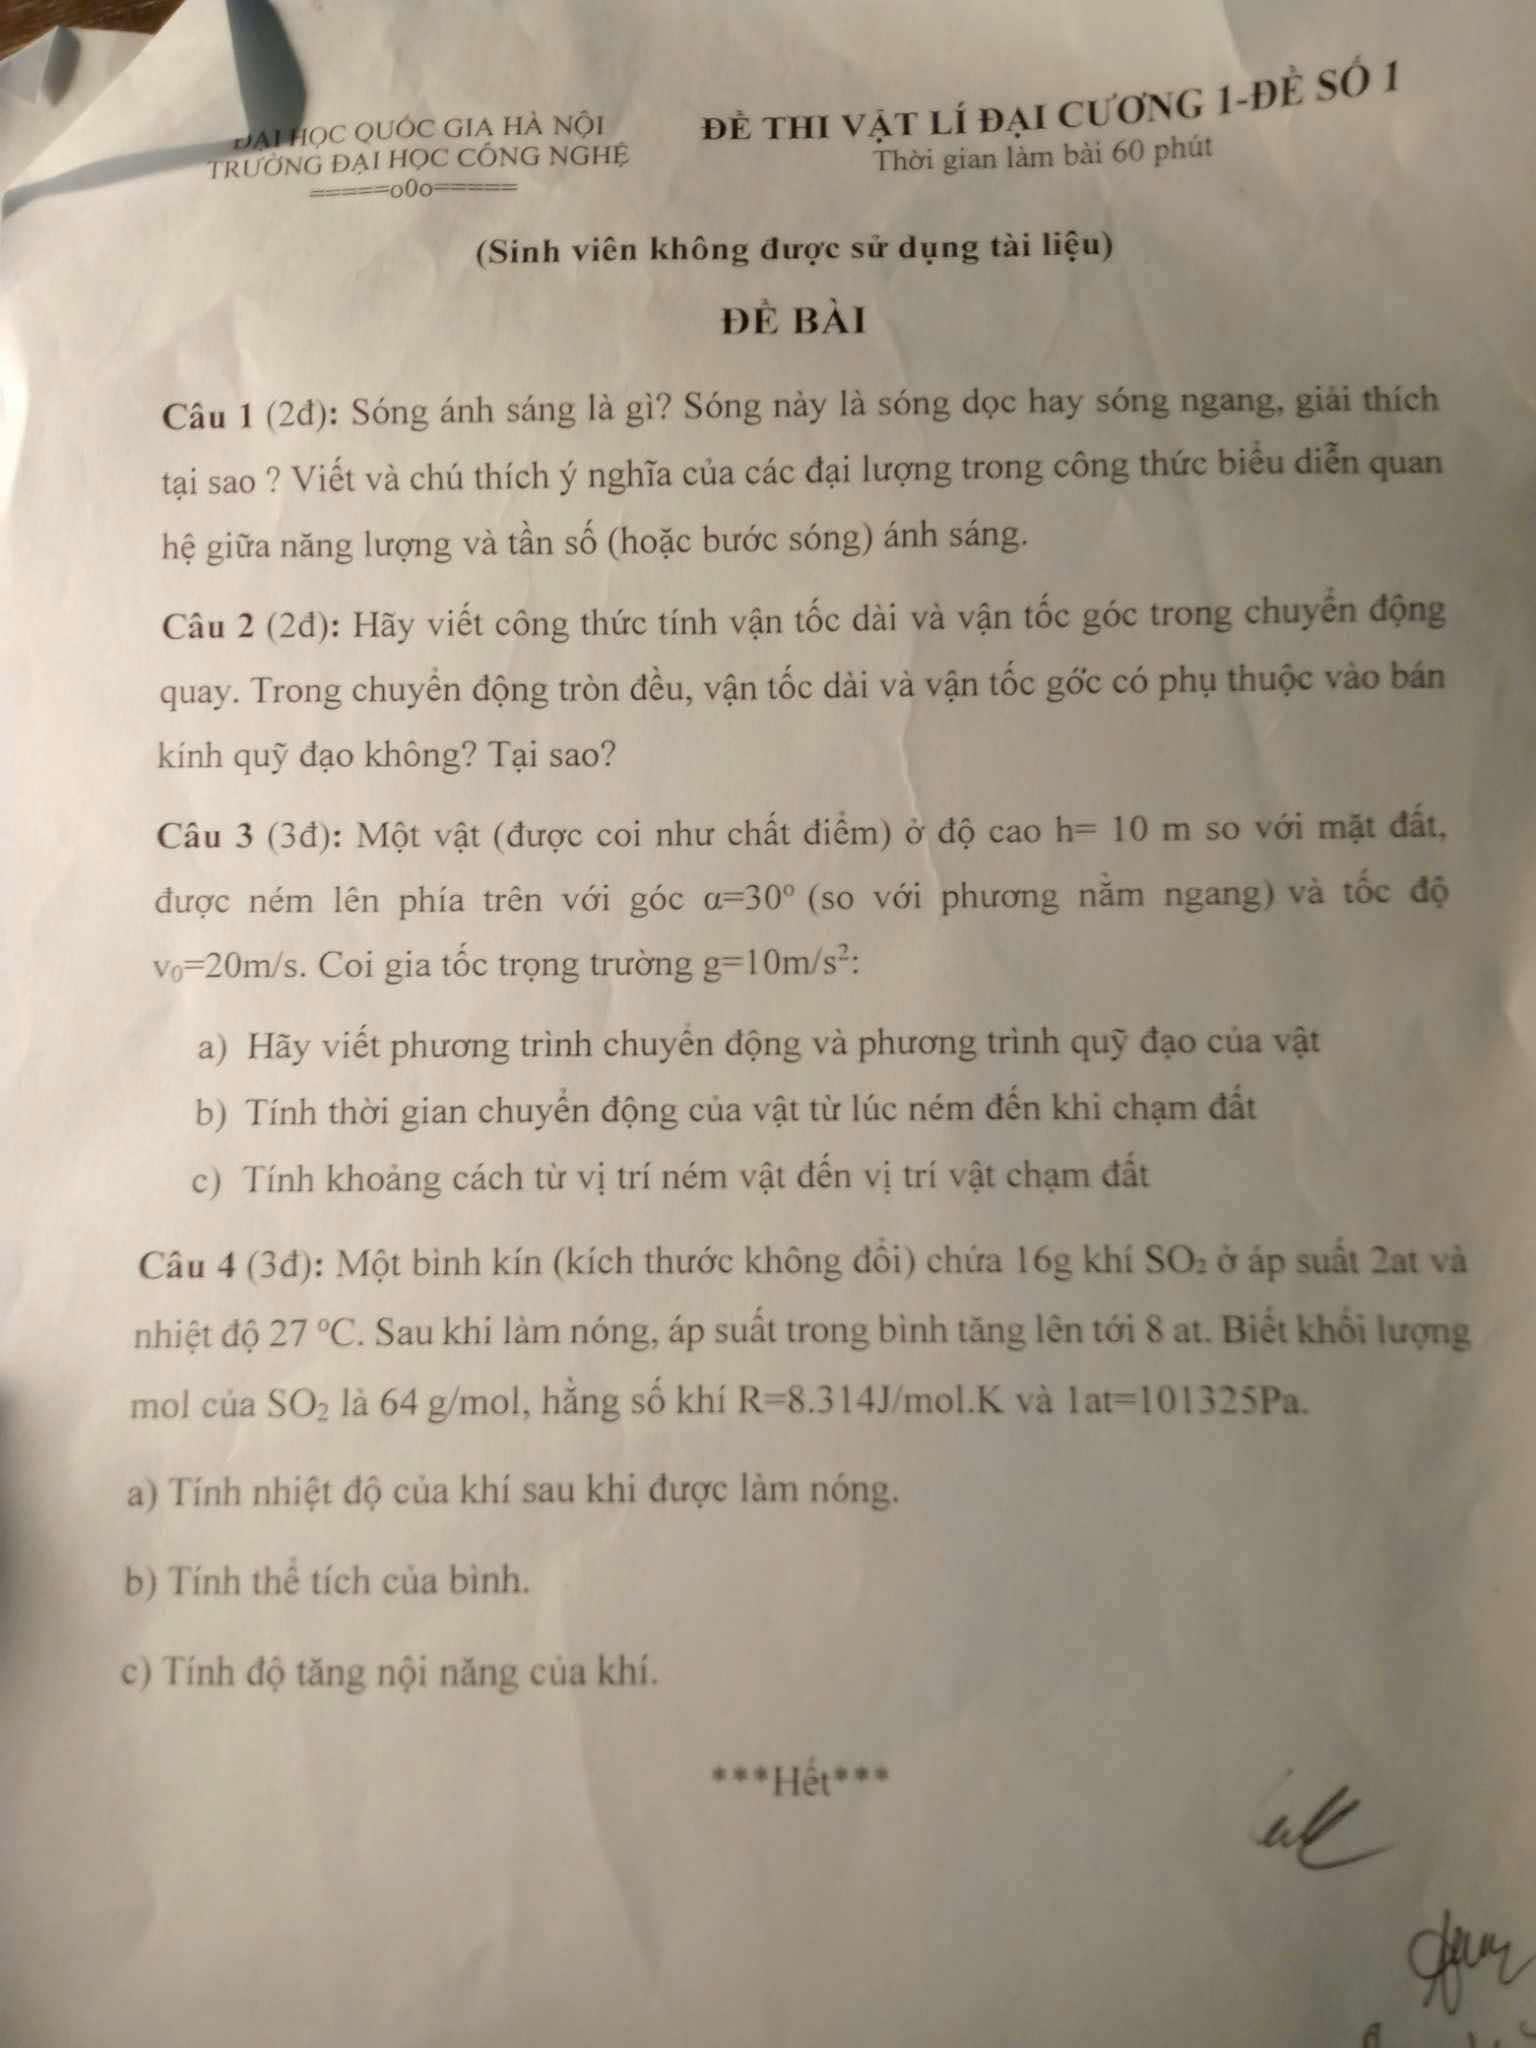 ĐẠI HỌC QUỐC GIA HÀ NỘI
TRƯỜNG ĐẠI HỌC CÔNG NGHỆ
=====o0o=====
ĐỀ THI VẬT LÍ ĐẠI CƯƠNG 1-ĐỀ SỐ 1
Thời gian làm bài 60 phút
(Sinh viên không được sử dụng tài liệu)
ĐỀ BÀI
Câu 1 (2đ): Sóng ánh sáng là gì? Sóng này là sóng dọc hay sóng ngang, giải thích
tại sao ? Viết và chú thích ý nghĩa của các đại lượng trong công thức biểu diễn quan
hệ giữa năng lượng và tần số (hoặc bước sóng) ánh sáng.
Câu 2 (2đ): Hãy viết công thức tính vận tốc dài và vận tốc góc trong chuyển động
quay. Trong chuyển động tròn đều, vận tốc dài và vận tốc gốc có phụ thuộc vào bán
kính quỹ đạo không? Tại sao?
Câu 3 (3đ): Một vật (được coi như chất điểm) ở độ cao h= 10 m so với mặt đất,
được ném lên phía trên với góc α=30º (so với phương nằm ngang) và tốc độ
v₀=20m/s. Coi gia tốc trọng trường g=10m/s²:
a) Hãy viết phương trình chuyển động và phương trình quỹ đạo của vật
b) Tính thời gian chuyển động của vật từ lúc ném đến khi chạm đất
c) Tính khoảng cách từ vị trí ném vật đến vị trí vật chạm đất
Câu 4 (3đ): Một bình kín (kích thước không đổi) chứa 16g khí SO₂ ở áp suất 2at và
nhiệt độ 27 ºC. Sau khi làm nóng, áp suất trong bình tăng lên tới 8 at. Biết khối lượng
mol của SO₂ là 64 g/mol, hằng số khí R=8.314J/mol.K và 1at=101325Pa.
a) Tính nhiệt độ của khí sau khi được làm nóng.
b) Tính thể tích của bình.
c) Tính độ tăng nội năng của khí.
***Hết***